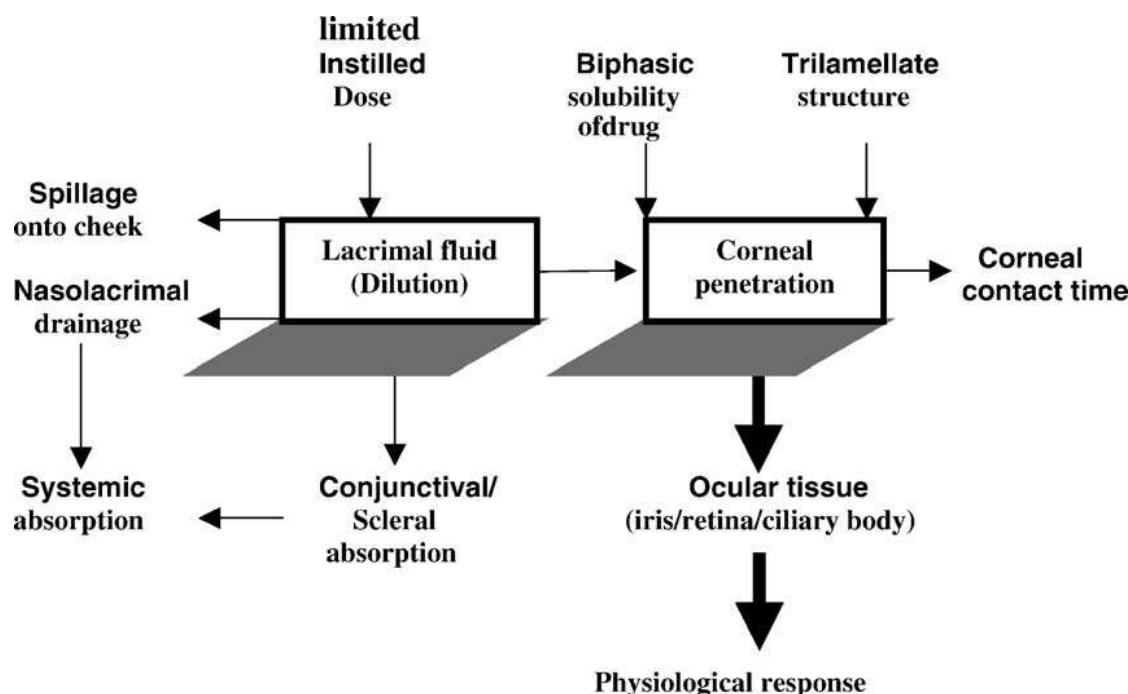 limited
Instilled
Dose
Biphasic
solubility
ofdrug
Trilamellate
structure
Spillage
onto cheek
Lacrimal fluid
(Dilution)
Corneal
penetration
Corneal
contact time
Nasolacrimal
drainage
Systemic
absorption
Conjunctival/
Scleral
absorption
Ocular tissue
(iris/retina/ciliary body)
Physiological response